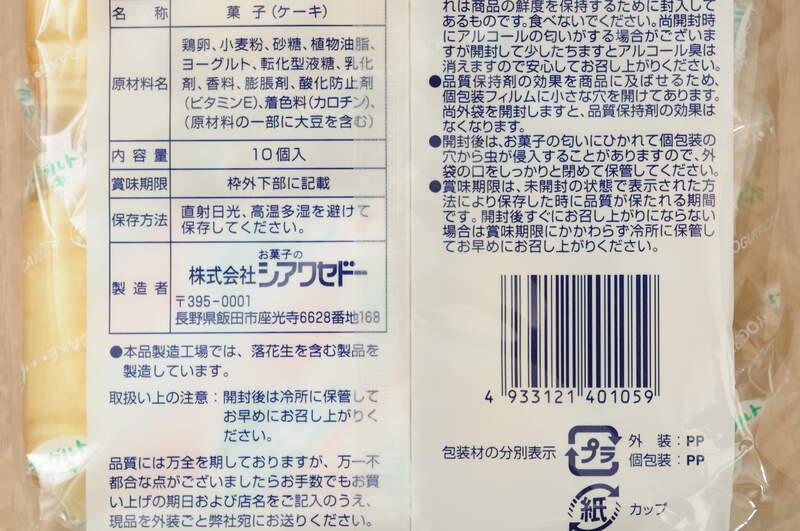 名称 菓子(ケーキ)
原材料名
鶏卵、小麦粉、砂糖、植物油脂、
ヨーグルト、転化型液糖、乳化
剤、香料、膨脹剤、酸化防止剤
(ビタミンE)、着色料(カロチン)、
(原材料の一部に大豆を含む)
内容量 10個入
賞味期限 枠外下部に記載
保存方法
直射日光、高温多湿を避けて
保存してください。
製造者
お菓子の
株式会社シアワセドー
〒395-0001
長野県飯田市座光寺6628番地168
●本品製造工場では、落花生を含む製品を
製造しています。
取扱い上の注意:開封後は冷所に保管して
お早めにお召し上がりくだ
さい。
品質には万全を期しておりますが、万一不
都合な点がございましたらお手数でもお買
い上げの期日および店名をご記入のうえ、
現品を外装ごと弊社宛にお送りください。
れは商品の鮮度を保持するために封入して
あるものです。食べないでください。尚開封時
にアルコールの匂いがする場合がございま
すが開封して少したちますとアルコール臭は
消えますので安心してお召し上がりください。
●品質保持剤の効果を商品に及ばせるため、
個包装フィルムに小さな穴を開けてあります。
尚外袋を開封しますと、品質保持剤の効果は
なくなります。
●開封後は、お菓子の匂いにひかれて個包装の
穴から虫が侵入することがありますので、外
袋の口をしっかりと閉めて保管してください。
●賞味期限は、未開封の状態で表示された方
法により保存した時に品質が保たれる期間
です。開封後すぐにお召し上がりにならない
場合は賞味期限にかかわらず冷所に保管し
てお早めにお召し上がりください。
4 933121 401059
包装材の分別表示
プラ
外装:PP
個包装:PP
紙
カップ